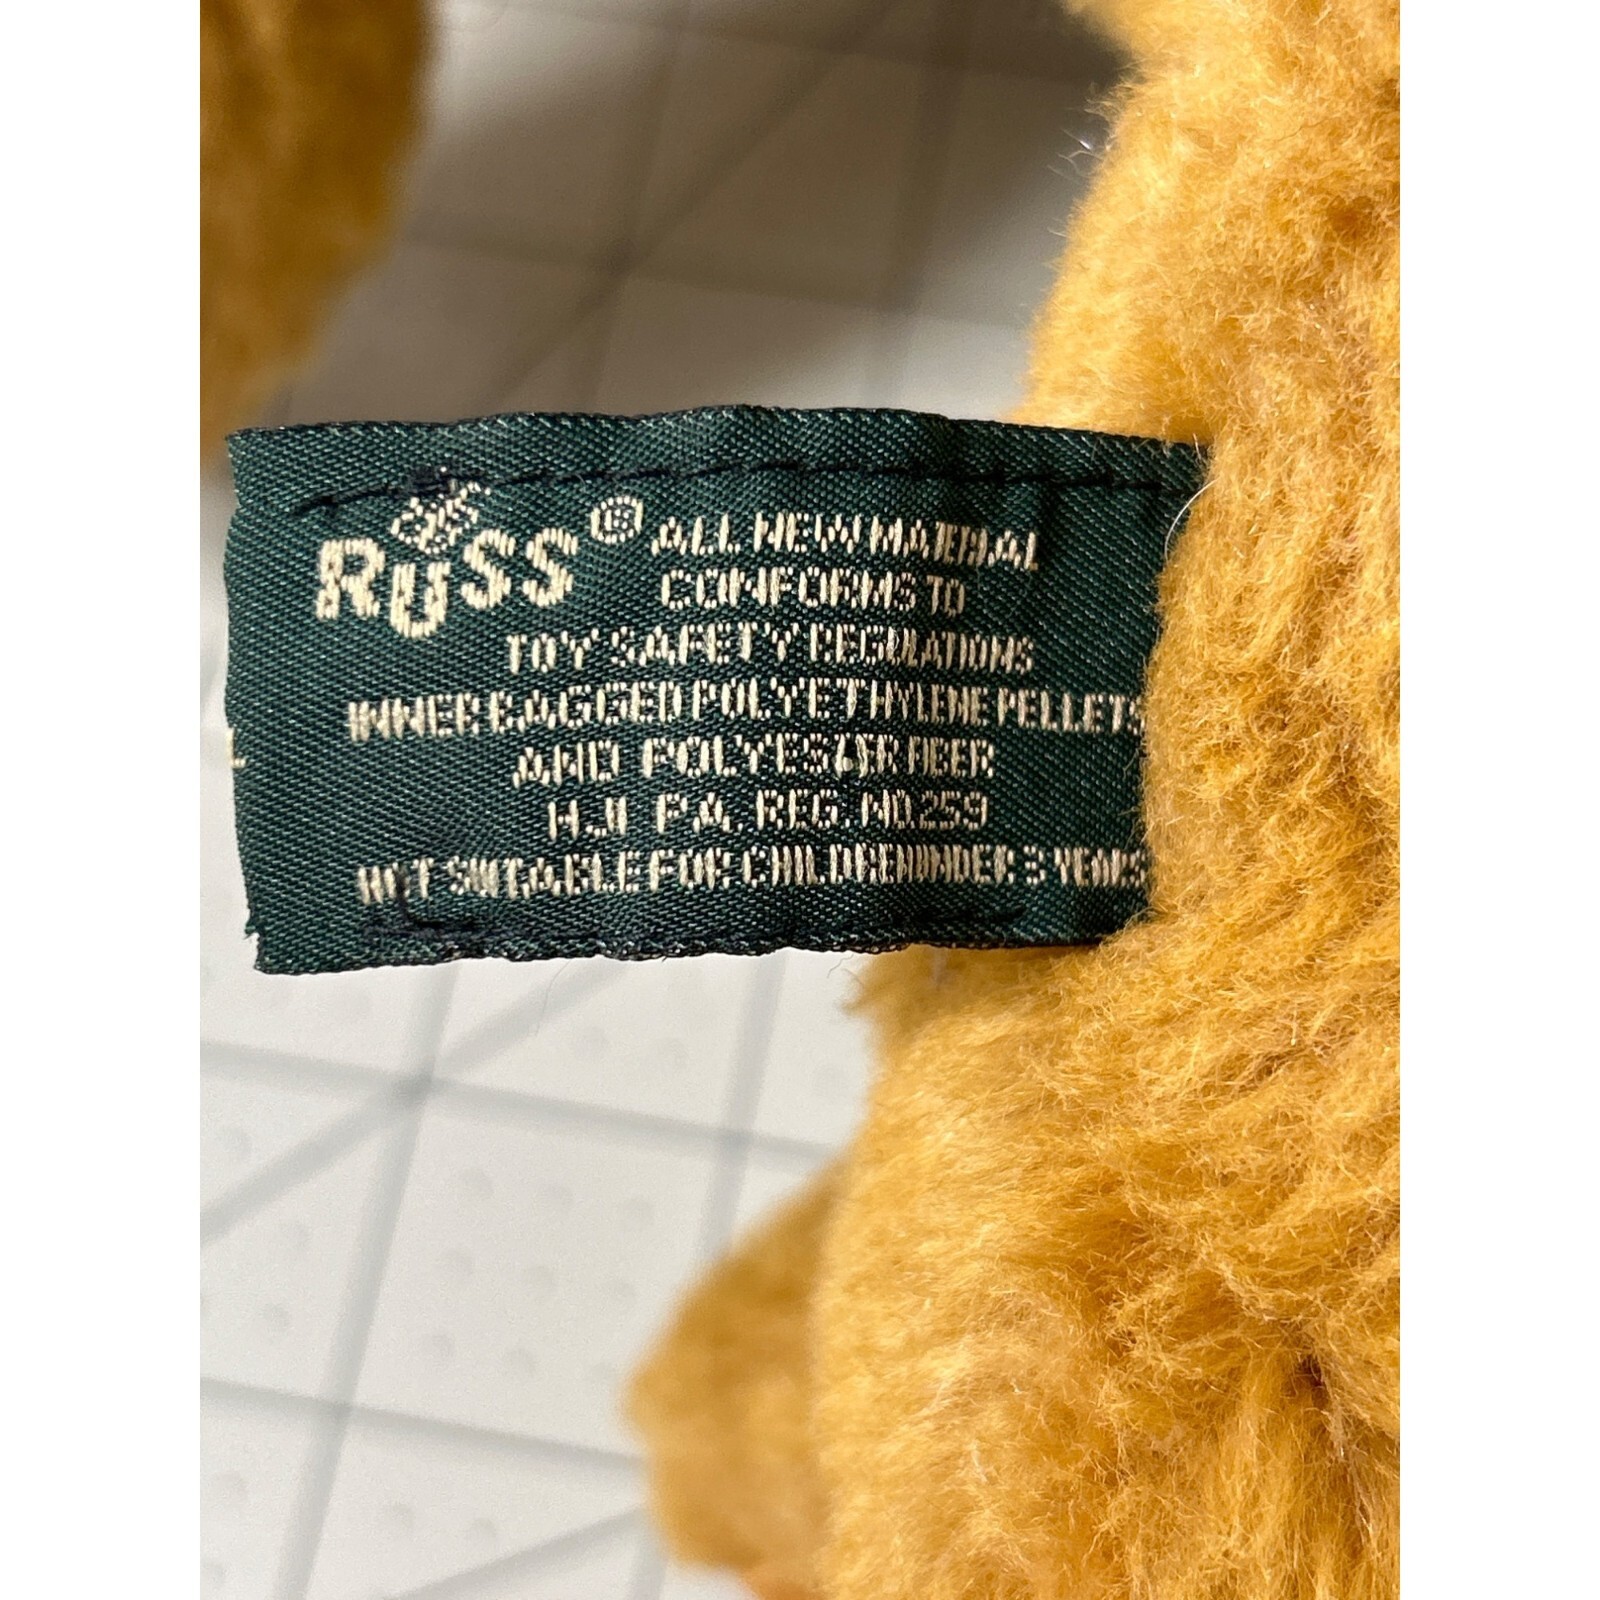 RUSS® ALL NEW MATERIAL
CONFORMS TO
TOY SAFETY REGULATIONS
INNER BAGGED POLYETHYLENE PELLETS
AND POLYESTER FIBER
HJI P.A. REG. NO.259
NOT SUITABLE FOR CHILDREN UNDER 3 YEARS